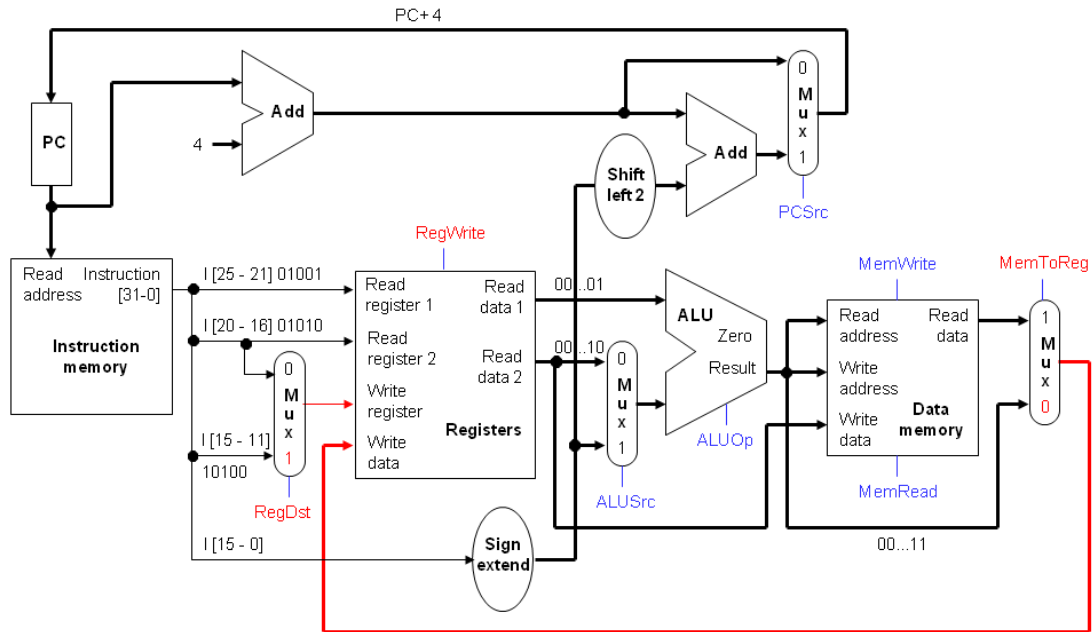 PC+ 4
0
M
u
x
1
PCSrc
Add
4
PC
Add
Shift
left 2
RegWrite
MemWrite
MemToReg
Read
address
Instruction
[31-0]
Instruction
memory
I [25 - 21] 01001
I [20 - 16] 01010
I [15 - 11]
10100
I [15 - 0]
0
M
u
x
1
RegDst
Read
register 1
Read
register 2
Write
register
Write
data
Read
data 1
Read
data 2
Registers
00...01
00...10
0
M
u
x
1
ALUSrc
ALU
Zero
Result
ALUOp
Read
address
Write
address
Write
data
Read
data
Data
memory
MemRead
1
M
u
x
0
Sign
extend
00...11